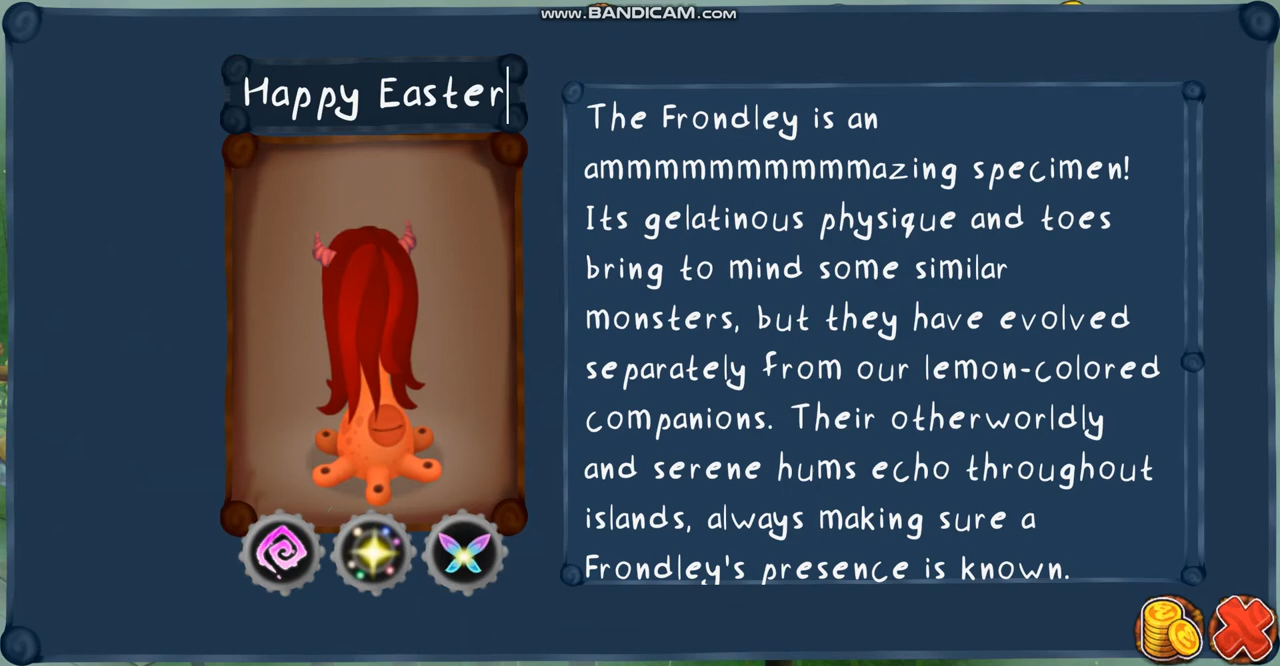 www.BANDICAM.com
Happy Easter
The Frondley is an
ammmmmmmmmmazing specimen!
Its gelatinous physique and toes
bring to mind some similar
monsters, but they have evolved
separately from our lemon-colored
companions. Their otherworldly
and serene hums echo throughout
islands, always making sure a
Frondley's presence is known.